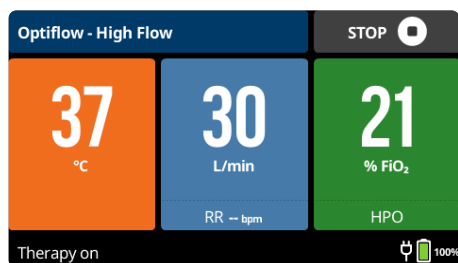 Optiflow - High Flow
STOP
37
°C
30
L/min
RR -- bpm
21
% FiO₂
HPO
Therapy on
100%